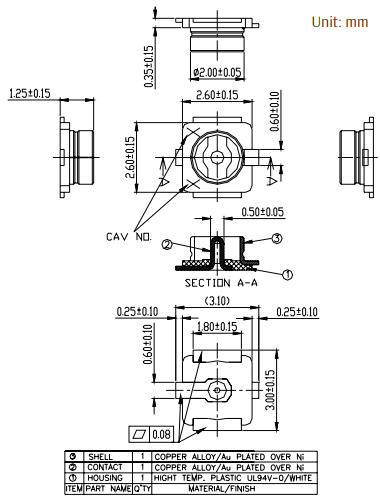 Unit: mm
0.35±0.15
ø2.00±0.05
1.25±0.15
2.60±0.15
0.60±0.10
2.60±0.15
A
A
CAV NO.
0.50±0.05
②
③
①
SECTION A-A
(3.10)
0.25±0.10
0.25±0.10
1.80±0.15
0.60±0.10
3.00±0.15
0.08
③ SHELL 1 COPPER ALLOY/Au PLATED OVER Ni
② CONTACT 1 COPPER ALLOY/Au PLATED OVER Ni
① HOUSING 1 HIGHT TEMP. PLASTIC UL94V-0/WHITE
ITEM PART NAME Q'TY MATERIAL/FINISH